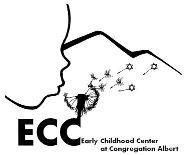 ECC
Early Childhood Center
at Congregation Albert